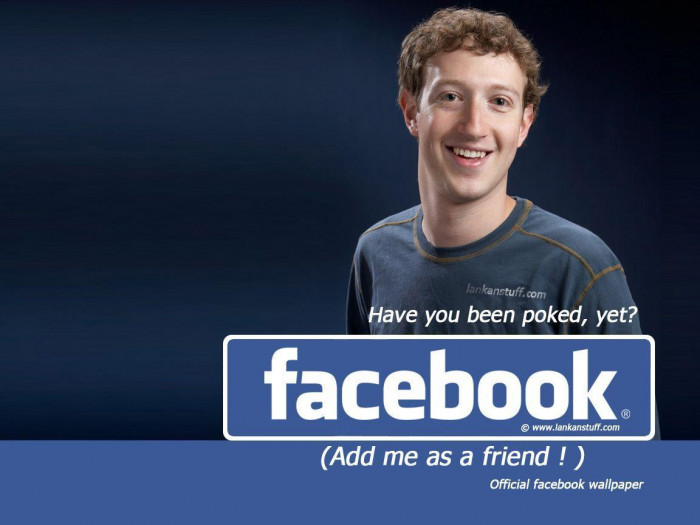 lankanstuff.com
Have you been poked, yet?
facebook®
© www.lankanstuff.com
(Add me as a friend ! )
Official facebook wallpaper